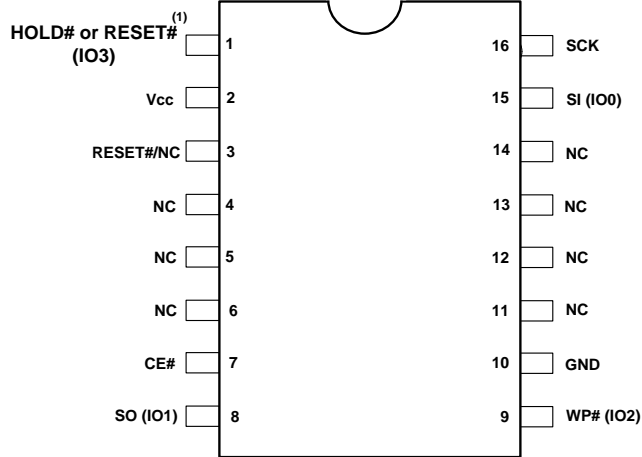 HOLD# or RESET# (1)
(IO3)
1
16
SCK
Vcc
2
15
SI (IO0)
RESET#/NC
3
14
NC
NC
4
13
NC
NC
5
12
NC
NC
6
11
NC
CE#
7
10
GND
SO (IO1)
8
9
WP# (IO2)